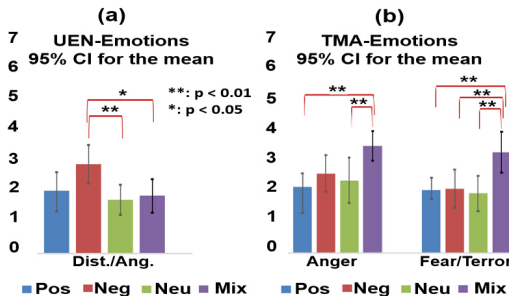 (a)
UEN-Emotions
95% CI for the mean
7
6
5
4
3
2
1
0
*
**
**: p < 0.01
*: p < 0.05
Dist./Ang.
Pos Neg Neu Mix
(b)
TMA-Emotions
95% CI for the mean
7
6
5
4
3
2
1
0
**
**
**
**
**
Anger
Fear/Terror
Pos Neg Neu Mix